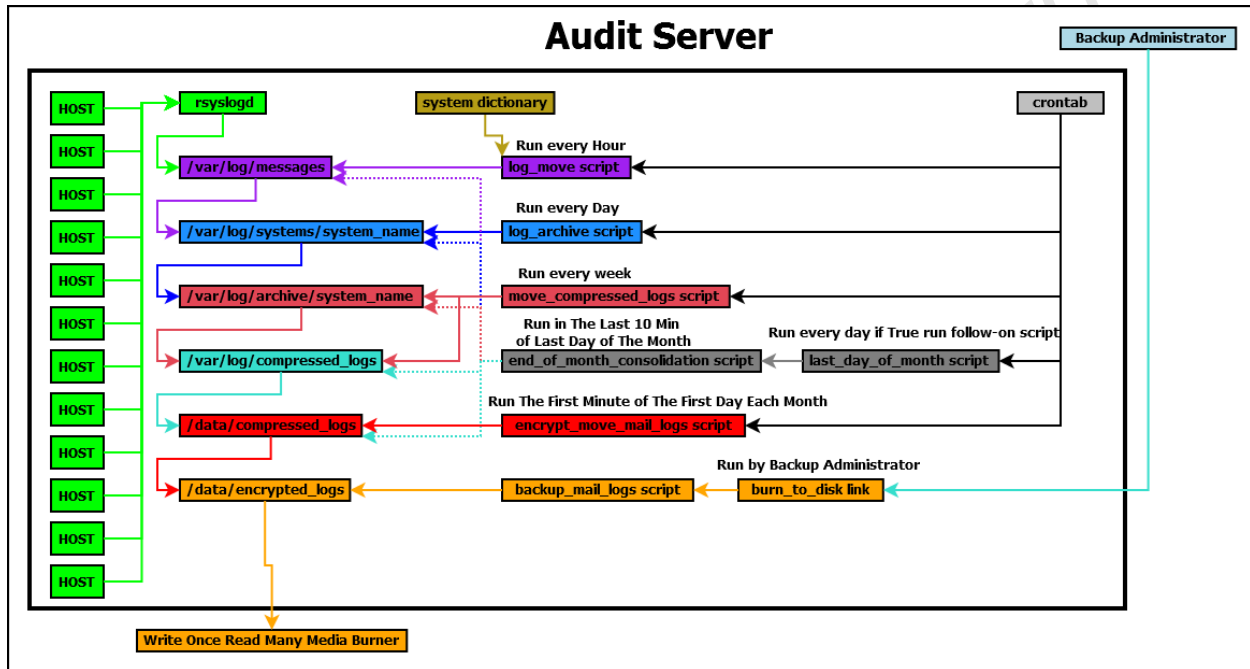 Audit Server
Backup Administrator
HOST
rsyslogd
system dictionary
crontab
HOST
Run every Hour
/var/log/messages
log_move script
HOST
Run every Day
HOST
/var/log/systems/system_name
log_archive script
HOST
Run every week
/var/log/archive/system_name
move_compressed_logs script
HOST
Run in The Last 10 Min
of Last Day of The Month
Run every day if True run follow-on script
HOST
/var/log/compressed_logs
end_of_month_consolidation script
last_day_of_month script
HOST
Run The First Minute of The First Day Each Month
/data/compressed_logs
encrypt_move_mail_logs script
HOST
Run by Backup Administrator
HOST
/data/encrypted_logs
backup_mail_logs script
burn_to_disk link
HOST
HOST
Write Once Read Many Media Burner